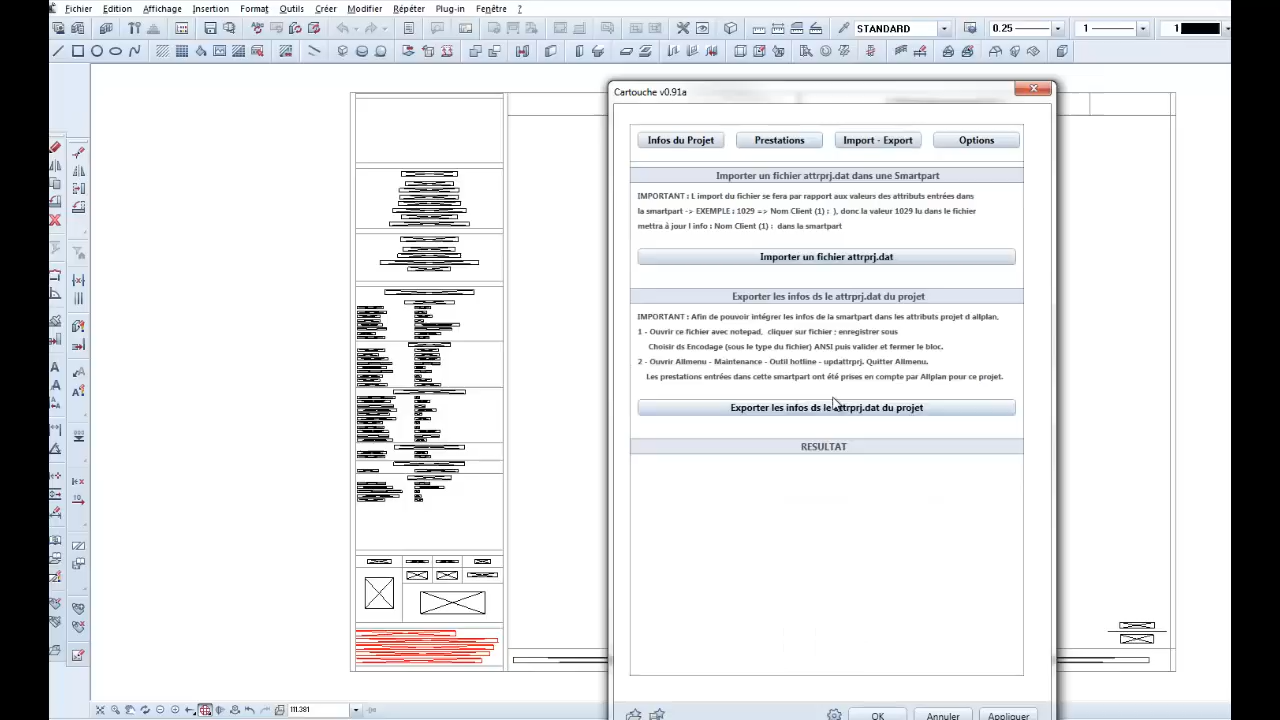 Fichier Edition Affichage Insertion Format Outils Créer Modifier Répéter Plug-in Fenêtre ?
STANDARD 0.25 1 1
Cartouche v0.91a
Infos du Projet Prestations Import - Export Options
Importer un fichier attrprj.dat dans une Smartpart
IMPORTANT : L import du fichier se fera par rapport aux valeurs des attributs entrées dans
la smartpart -> EXEMPLE : 1029 => Nom Client (1) : ), donc la valeur 1029 lu dans le fichier
mettra à jour l info : Nom Client (1) : dans la smartpart
Importer un fichier attrprj.dat
Exporter les infos ds le attrprj.dat du projet
IMPORTANT : Afin de pouvoir intégrer les infos de la smartpart dans les attributs projet d allplan,
1 - Ouvrir ce fichier avec notepad, cliquer sur fichier : enregistrer sous
Choisir ds Encodage (sous le type du fichier) ANSI puis valider et fermer le bloc.
2 - Ouvrir Allmenu - Maintenance - Outil hotline - updattrprj. Quitter Allmenu.
Les prestations entrées dans cette smartpart ont été prises en compte par Allplan pour ce projet.
Exporter les infos ds le attrprj.dat du projet
RESULTAT
111.381
OK Annuler Appliquer